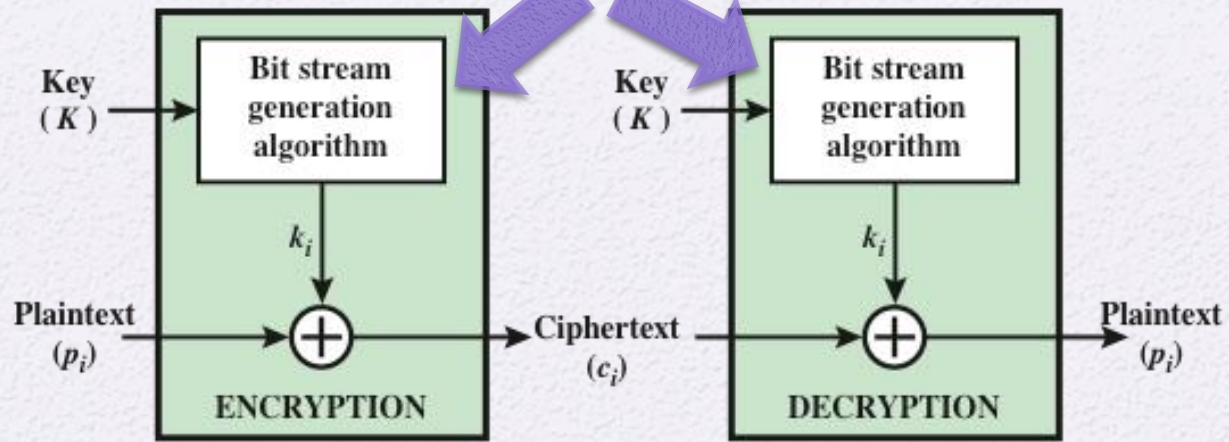 Key
(K)
Bit stream
generation
algorithm
k_i
Plaintext
(p_i)
ENCRYPTION
Ciphertext
(c_i)
Key
(K)
Bit stream
generation
algorithm
k_i
DECRYPTION
Plaintext
(p_i)